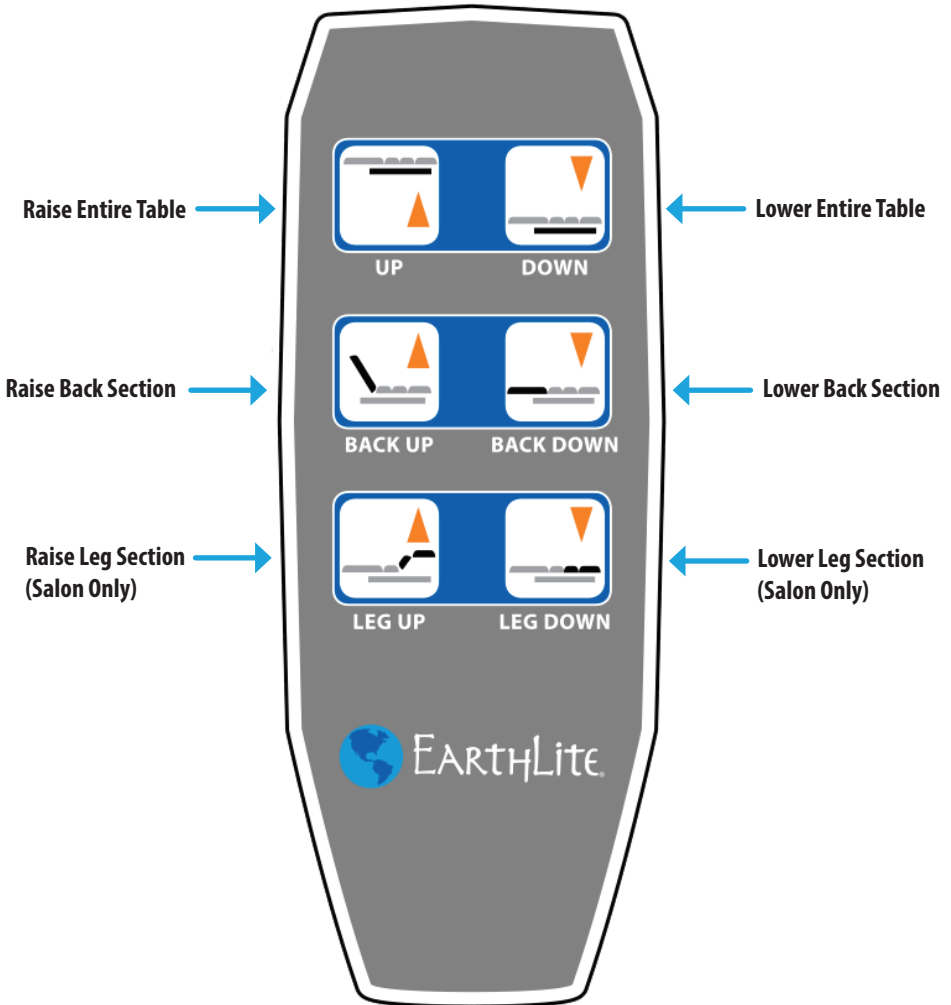 Raise Entire Table
Lower Entire Table
UP
DOWN
Raise Back Section
Lower Back Section
BACK UP
BACK DOWN
Raise Leg Section
(Salon Only)
Lower Leg Section
(Salon Only)
LEG UP
LEG DOWN
EARTHLITE®